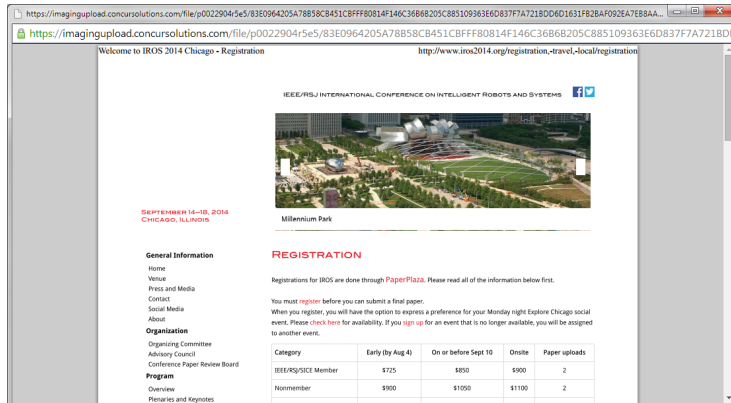 https://imagingupload.concursolutions.com/file/p0022904r5e5/83E0964205A78B58CB451CBFFF80814F146C36B6B205C885109363E6D837F7A7218DD6D1631FB2BAF092EA7EB8AA...
https://imagingupload.concursolutions.com/file/p0022904r5e5/83E0964205A78B58CB451CBFFF80814F146C36B6B205C885109363E6D837F7A721BD
Welcome to IROS 2014 Chicago - Registration http://www.iros2014.org/registration,-travel,-local/registration
IEEE/RSJ International Conference on Intelligent Robots and Systems
September 14–18, 2014
Chicago, Illinois
Millennium Park
General Information
Home
Venue
Press and Media
Contact
Social Media
About
Organization
Organizing Committee
Advisory Council
Conference Paper Review Board
Program
Overview
Plenaries and Keynotes
Registration
Registrations for IROS are done through PaperPlaza. Please read all of the information below first.
You must register before you can submit a final paper.
When you register, you will have the option to express a preference for your Monday night Explore Chicago social
event. Please check here for availability. If you sign up for an event that is no longer available, you will be assigned
to another event.
Category Early (by Aug 4) On or before Sept 10 Onsite Paper uploads
IEEE/RSJ/SICE Member $725 $850 $900 2
Nonmember $900 $1050 $1100 2